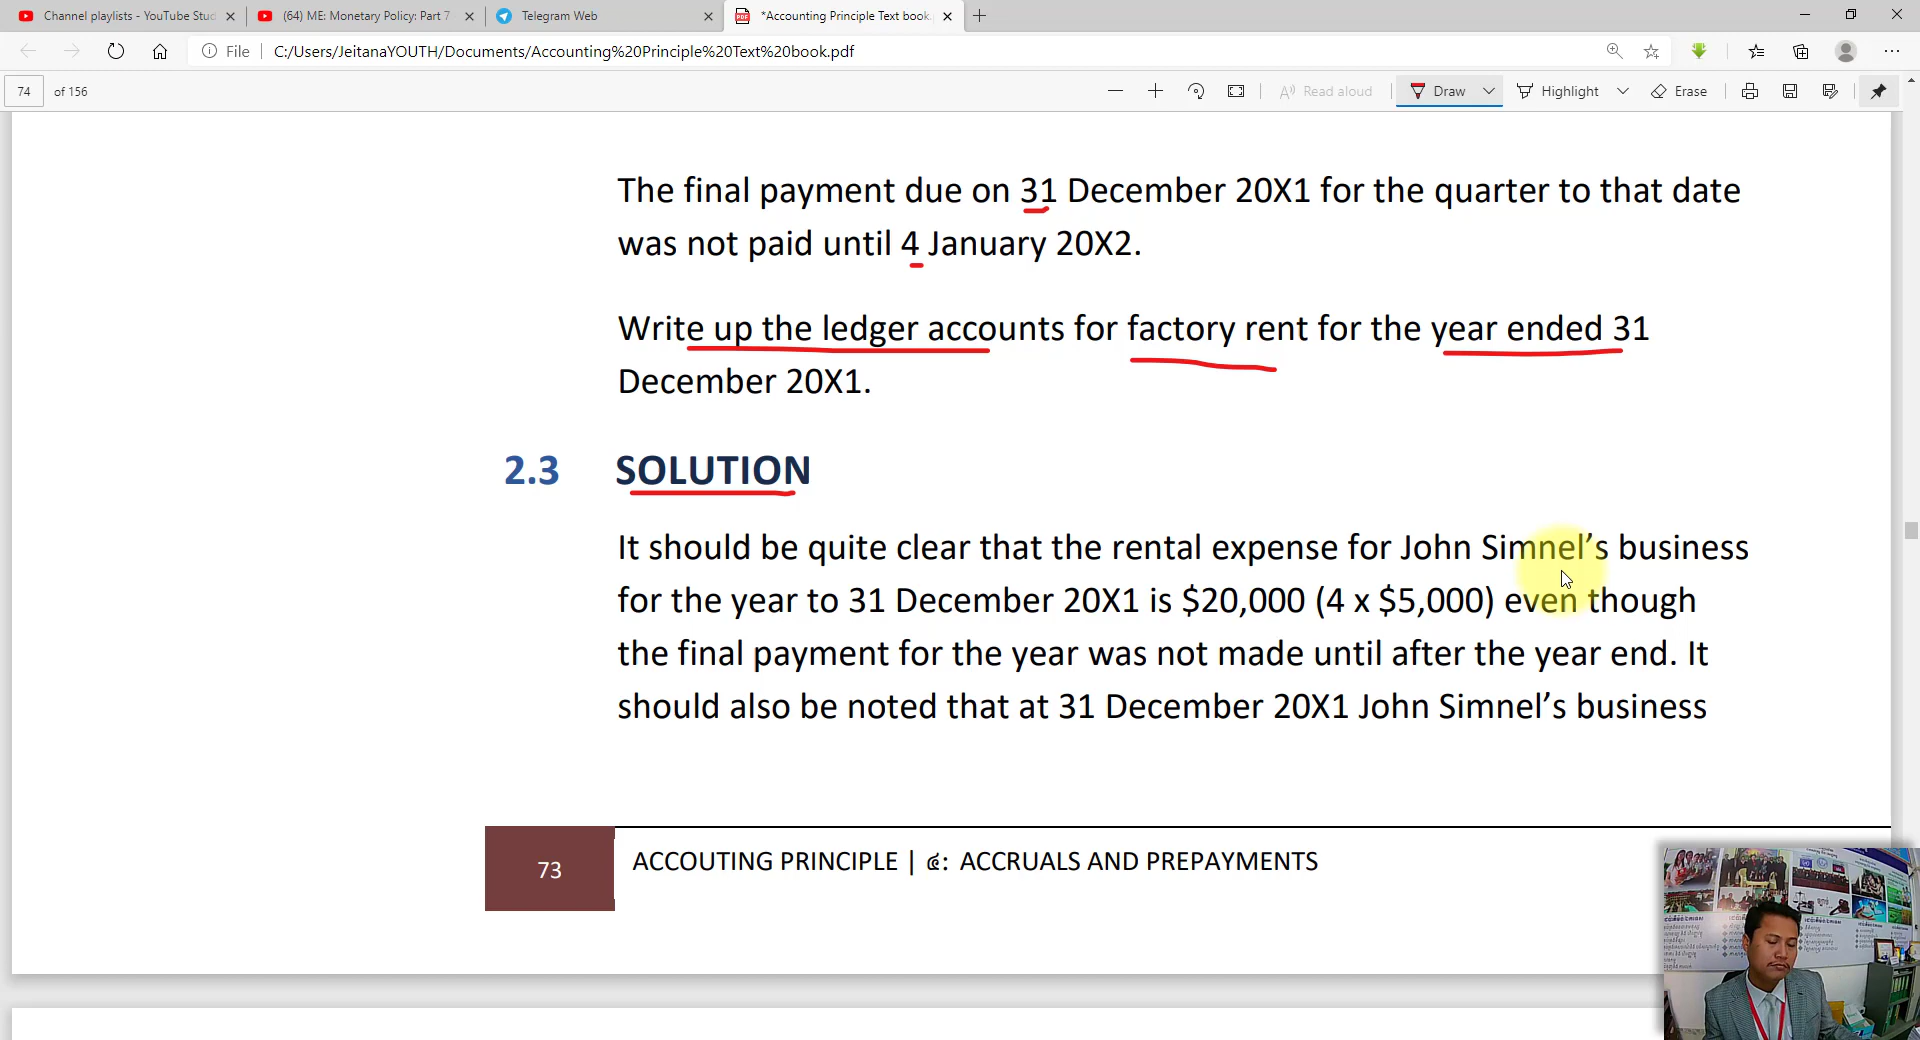 Channel playlists - YouTube Stud
(64) ME: Monetary Policy: Part 7
Telegram Web
*Accounting Principle Text book.
File
C:/Users/JeitanaYOUTH/Documents/Accounting%20Principle%20Text%20book.pdf
74 of 156
Read aloud
Draw
Highlight
Erase
The final payment due on 31 December 20X1 for the quarter to that date
was not paid until 4 January 20X2.
Write up the ledger accounts for factory rent for the year ended 31
December 20X1.
2.3 SOLUTION
It should be quite clear that the rental expense for John Simnel’s business
for the year to 31 December 20X1 is $20,000 (4 x $5,000) even though
the final payment for the year was not made until after the year end. It
should also be noted that at 31 December 20X1 John Simnel’s business
73 ACCOUTING PRINCIPLE | ៥: ACCRUALS AND PREPAYMENTS